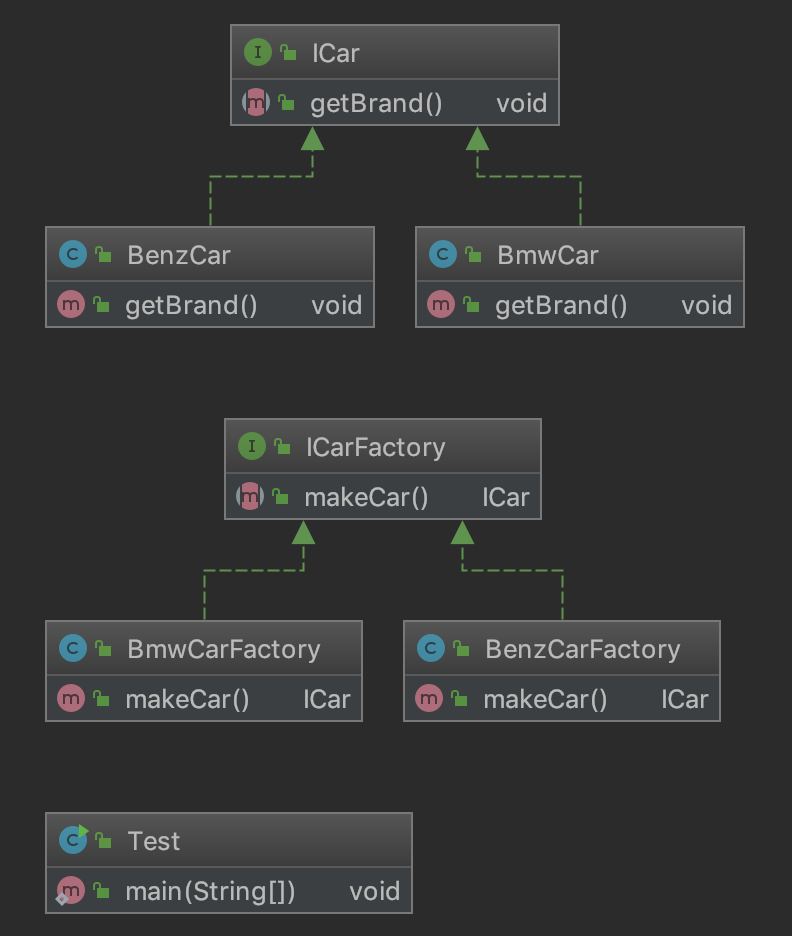 I ICar
m getBrand() void
C BenzCar
m getBrand() void
C BmwCar
m getBrand() void
I ICarFactory
m makeCar() ICar
C BmwCarFactory
m makeCar() ICar
C BenzCarFactory
m makeCar() ICar
C Test
m main(String[]) void